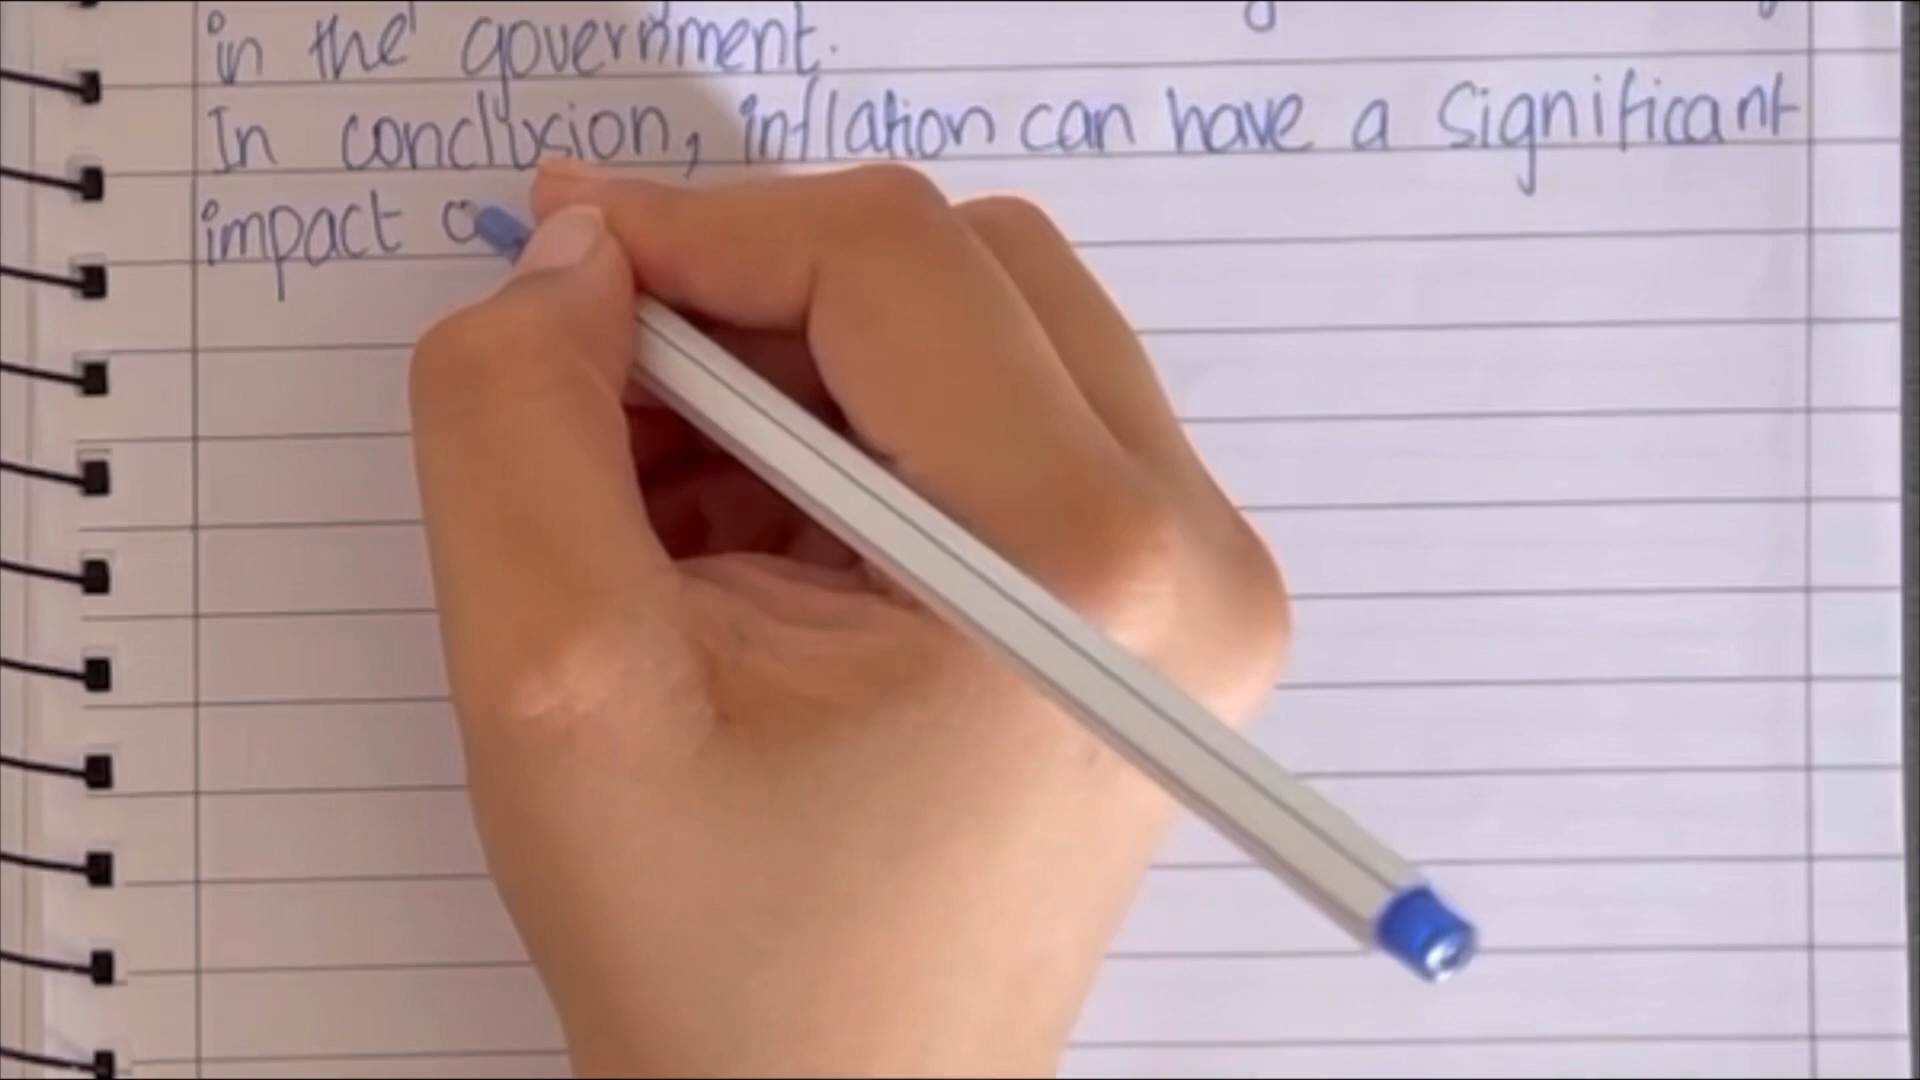 in the government.
In conclusion, inflation can have a significant
impact o